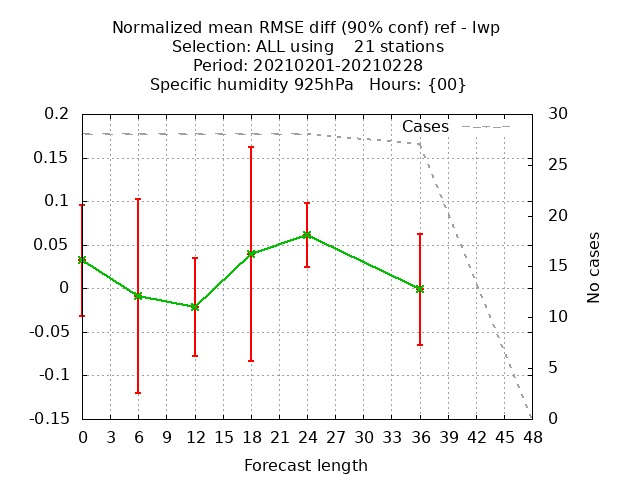 Normalized mean RMSE diff (90% conf) ref - lwp
Selection: ALL using    21 stations
Period: 20210201-20210228
Specific humidity 925hPa   Hours: {00}
Cases
0.2
0.15
0.1
0.05
0
-0.05
-0.1
-0.15
30
25
20
15
10
5
0
No cases
0 3 6 9 12 15 18 21 24 27 30 33 36 39 42 45 48
Forecast length